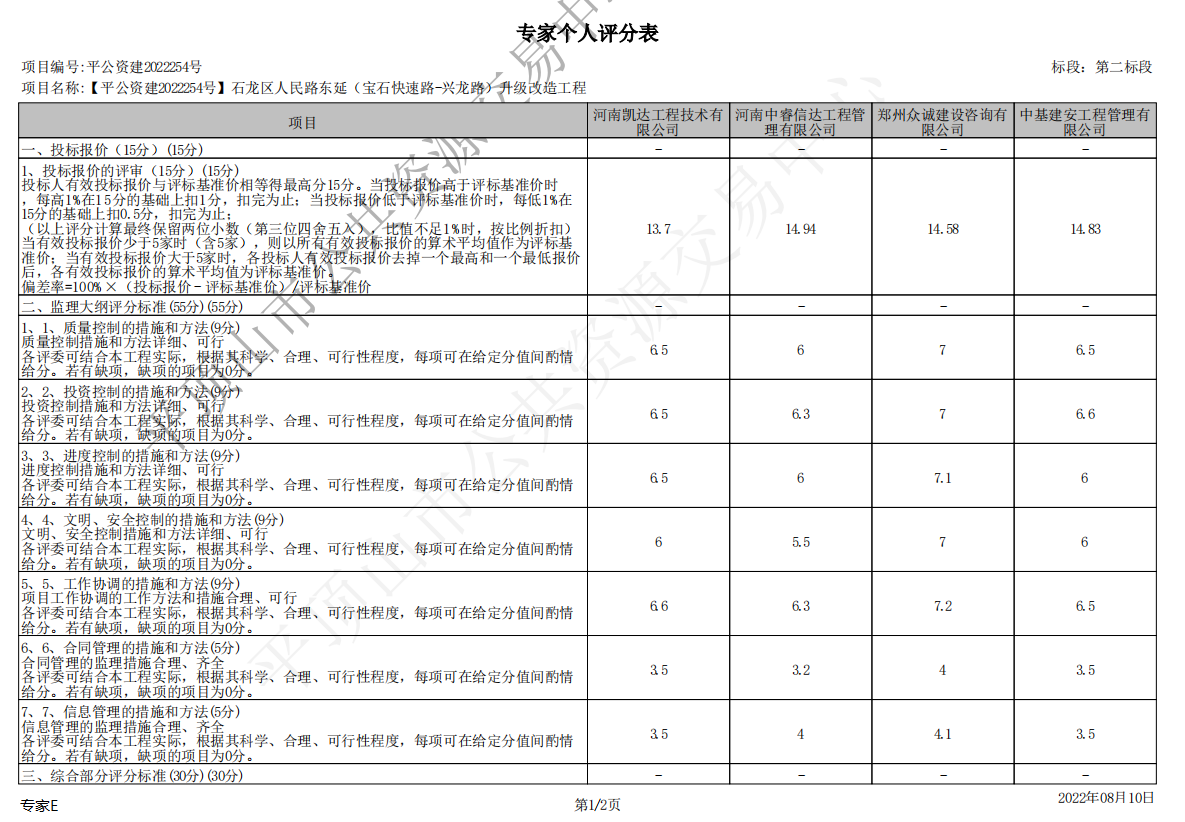 专家个人评分表
项目编号:平公资建2022254号
标段：第二标段
项目名称:【平公资建2022254号】石龙区人民路东延（宝石快速路-兴龙路）升级改造工程
项目
河南凯达工程技术有
限公司
河南中睿信达工程管
理有限公司
郑州众诚建设咨询有
限公司
中基建安工程管理有
限公司
一、投标报价（15分）(15分)
–
–
–
–
1、投标报价的评审（15分）(15分)
投标人有效投标报价与评标基准价相等得最高分15分。当投标报价高于评标基准价时
，每高1%在15分的基础上扣1分，扣完为止；当投标报价低于评标基准价时，每低1%在
15分的基础上扣0.5分，扣完为止；
（以上评分计算最终保留两位小数（第三位四舍五入），比值不足1%时，按比例折扣）
当有效投标报价少于5家时（含5家），则以所有有效投标报价的算术平均值作为评标基
准价；当有效投标报价大于5家时，各投标人有效投标报价去掉一个最高和一个最低报价
后，各有效投标报价的算术平均值为评标基准价。
偏差率=100%×（投标报价－评标基准价）/评标基准价
13.7
14.94
14.58
14.83
二、监理大纲评分标准(55分)(55分)
–
–
–
–
1、1、质量控制的措施和方法(9分)
质量控制措施和方法详细、可行
各评委可结合本工程实际，根据其科学、合理、可行性程度，每项可在给定分值间酌情
给分。若有缺项，缺项的项目为0分。
6.5
6
7
6.5
2、2、投资控制的措施和方法(9分)
投资控制措施和方法详细、可行
各评委可结合本工程实际，根据其科学、合理、可行性程度，每项可在给定分值间酌情
给分。若有缺项，缺项的项目为0分。
6.5
6.3
7
6.6
3、3、进度控制的措施和方法(9分)
进度控制措施和方法详细、可行
各评委可结合本工程实际，根据其科学、合理、可行性程度，每项可在给定分值间酌情
给分。若有缺项，缺项的项目为0分。
6.5
6
7.1
6
4、4、文明、安全控制的措施和方法(9分)
文明、安全控制措施和方法详细、可行
各评委可结合本工程实际，根据其科学、合理、可行性程度，每项可在给定分值间酌情
给分。若有缺项，缺项的项目为0分。
6
5.5
7
6
5、5、工作协调的措施和方法(9分)
项目工作协调的工作方法和措施合理、可行
各评委可结合本工程实际，根据其科学、合理、可行性程度，每项可在给定分值间酌情
给分。若有缺项，缺项的项目为0分。
6.6
6.3
7.2
6.5
6、6、合同管理的措施和方法(5分)
合同管理的监理措施合理、齐全
各评委可结合本工程实际，根据其科学、合理、可行性程度，每项可在给定分值间酌情
给分。若有缺项，缺项的项目为0分。
3.5
3.2
4
3.5
7、7、信息管理的措施和方法(5分)
信息管理的监理措施合理、齐全
各评委可结合本工程实际，根据其科学、合理、可行性程度，每项可在给定分值间酌情
给分。若有缺项，缺项的项目为0分。
3.5
4
4.1
3.5
三、综合部分评分标准(30分)(30分)
–
–
–
–
专家E
第1/2页
2022年08月10日
平顶山市公共资源交易中
平顶山市公共资源交易中心